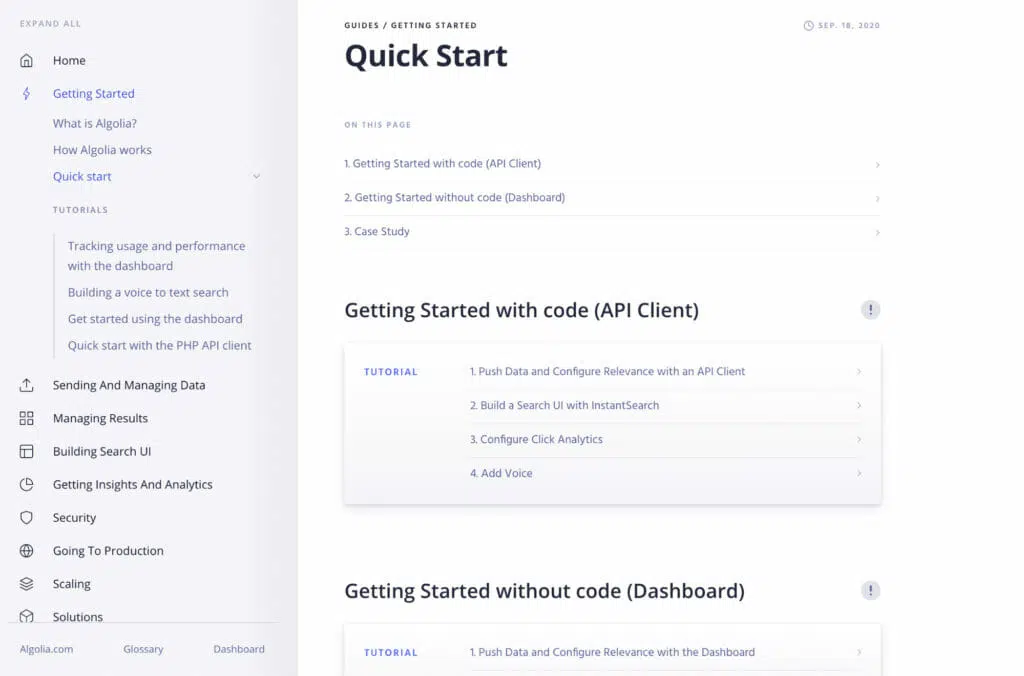 EXPAND ALL
Home
Getting Started
What is Algolia?
How Algolia works
Quick start
TUTORIALS
Tracking usage and performance
with the dashboard
Building a voice to text search
Get started using the dashboard
Quick start with the PHP API client
Sending And Managing Data
Managing Results
Building Search UI
Getting Insights And Analytics
Security
Going To Production
Scaling
Solutions
Algolia.com Glossary Dashboard
GUIDES / GETTING STARTED SEP. 18, 2020
Quick Start
ON THIS PAGE
1. Getting Started with code (API Client)
2. Getting Started without code (Dashboard)
3. Case Study
Getting Started with code (API Client) !
TUTORIAL 1. Push Data and Configure Relevance with an API Client
2. Build a Search UI with InstantSearch
3. Configure Click Analytics
4. Add Voice
Getting Started without code (Dashboard) !
TUTORIAL 1. Push Data and Configure Relevance with the Dashboard